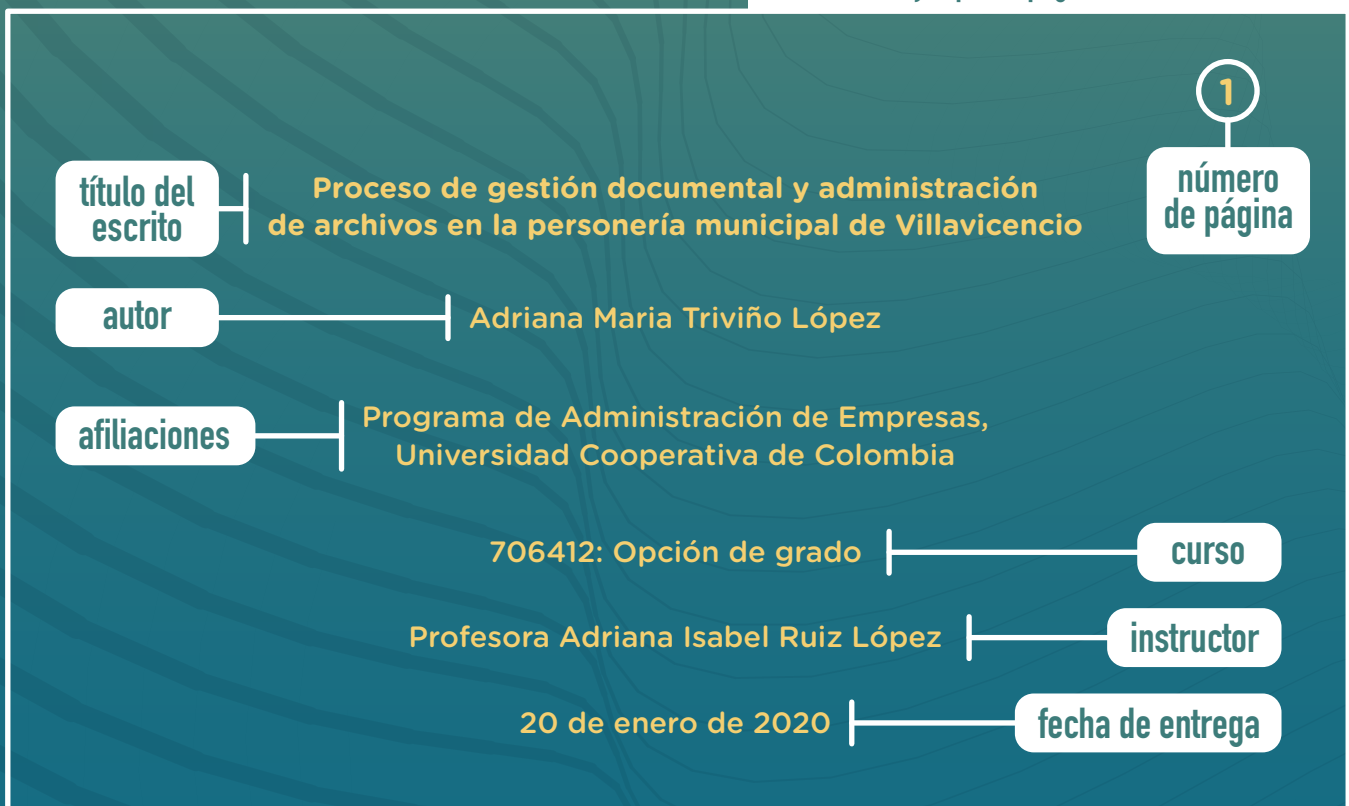 1
número
de página
título del
escrito
Proceso de gestión documental y administración
de archivos en la personería municipal de Villavicencio
autor
Adriana Maria Triviño López
afiliaciones
Programa de Administración de Empresas,
Universidad Cooperativa de Colombia
706412: Opción de grado
curso
Profesora Adriana Isabel Ruiz López
instructor
20 de enero de 2020
fecha de entrega